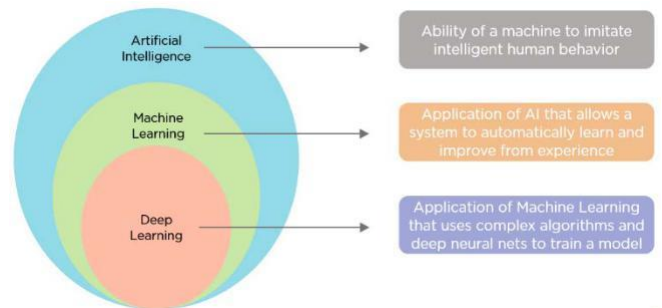 Artificial
Intelligence
Ability of a machine to imitate
intelligent human behavior
Machine
Learning
Application of AI that allows a
system to automatically learn and
improve from experience
Deep
Learning
Application of Machine Learning
that uses complex algorithms and
deep neural nets to train a model